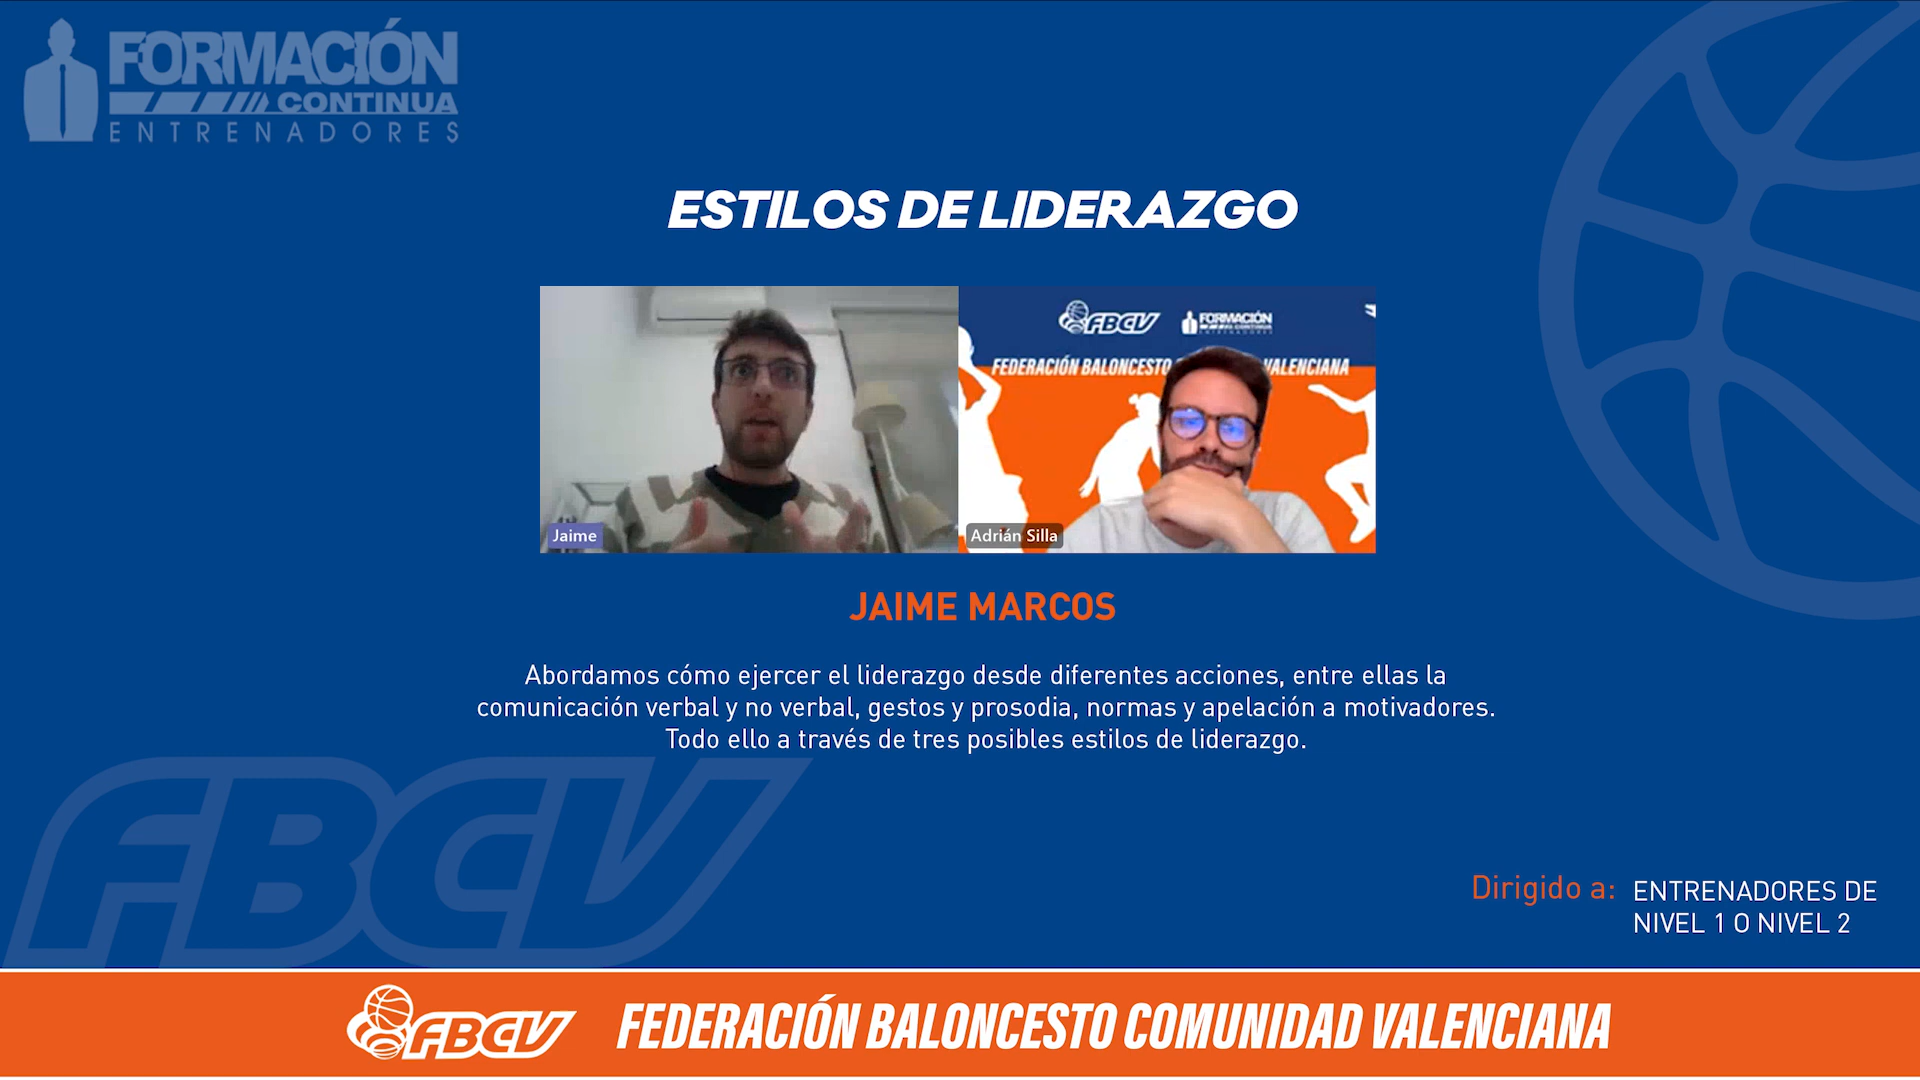 FORMACIÓN
CONTINUA
ENTRENADORES
ESTILOS DE LIDERAZGO
FBCV
FORMACIÓN
CONTINUA
FEDERACIÓN BALONCESTO
VALENCIANA
Jaime
Adrián Silla
JAIME MARCOS
Abordamos cómo ejercer el liderazgo desde diferentes acciones, entre ellas la
comunicación verbal y no verbal, gestos y prosodia, normas y apelación a motivadores.
Todo ello a través de tres posibles estilos de liderazgo.
FBCV
Dirigido a: ENTRENADORES DE
NIVEL 1 O NIVEL 2
FBCV
FEDERACIÓN BALONCESTO COMUNIDAD VALENCIANA